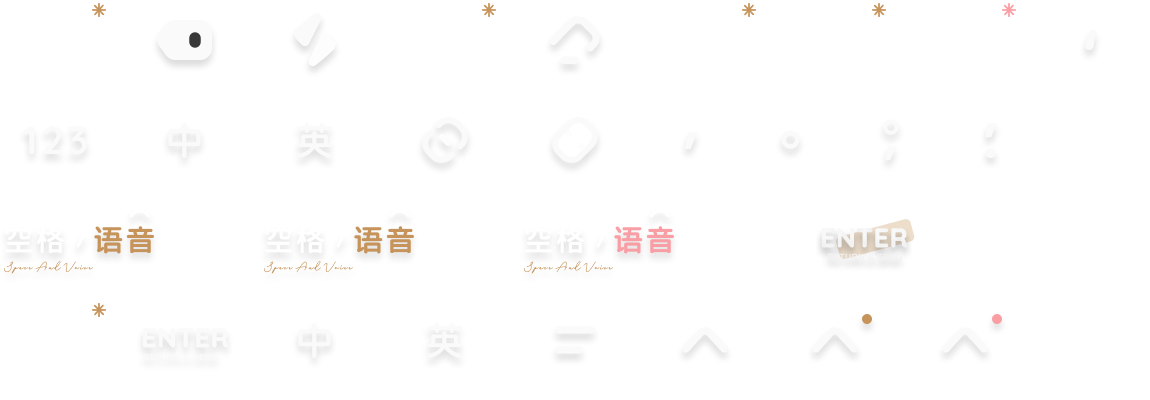 123 中 英 , 。 ; :
空格 , 语音 空格 , 语音 空格 , 语音 ENTER
Space And Voice Space And Voice Space And Voice
ENTER 中 英